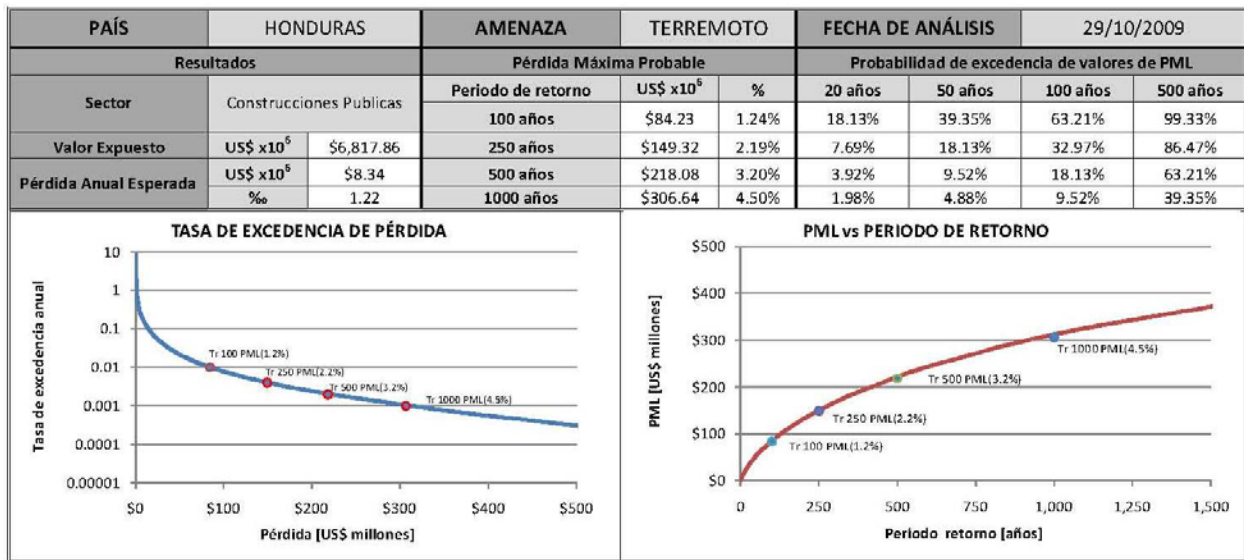 PAÍS HONDURAS AMENAZA TERREMOTO FECHA DE ANÁLISIS 29/10/2009
Resultados Pérdida Máxima Probable Probabilidad de excedencia de valores de PML
Sector Construcciones Publicas Periodo de retorno US$ x10⁶ % 20 años 50 años 100 años 500 años
100 años $84.23 1.24% 18.13% 39.35% 63.21% 99.33%
Valor Expuesto US$ x10⁶ $6,817.86 250 años $149.32 2.19% 7.69% 18.13% 32.97% 86.47%
Pérdida Anual Esperada US$ x10⁶ $8.34 500 años $218.08 3.20% 3.92% 9.52% 18.13% 63.21%
‰ 1.22 1000 años $306.64 4.50% 1.98% 4.88% 9.52% 39.35%
TASA DE EXCEDENCIA DE PÉRDIDA
Tasa de excedencia anual
10
1
0.1
0.01
0.001
0.0001
0.00001
Tr 100 PML(1.2%)
Tr 250 PML(2.2%)
Tr 500 PML(3.2%)
Tr 1000 PML(4.5%)
$0 $100 $200 $300 $400 $500
Pérdida [US$ millones]
PML vs PERIODO DE RETORNO
PML [US$ millones]
$500
$400
$300
$200
$100
$0
Tr 1000 PML(4.5%)
Tr 500 PML(3.2%)
Tr 250 PML(2.2%)
Tr 100 PML(1.2%)
0 250 500 750 1,000 1,250 1,500
Periodo retorno [años]